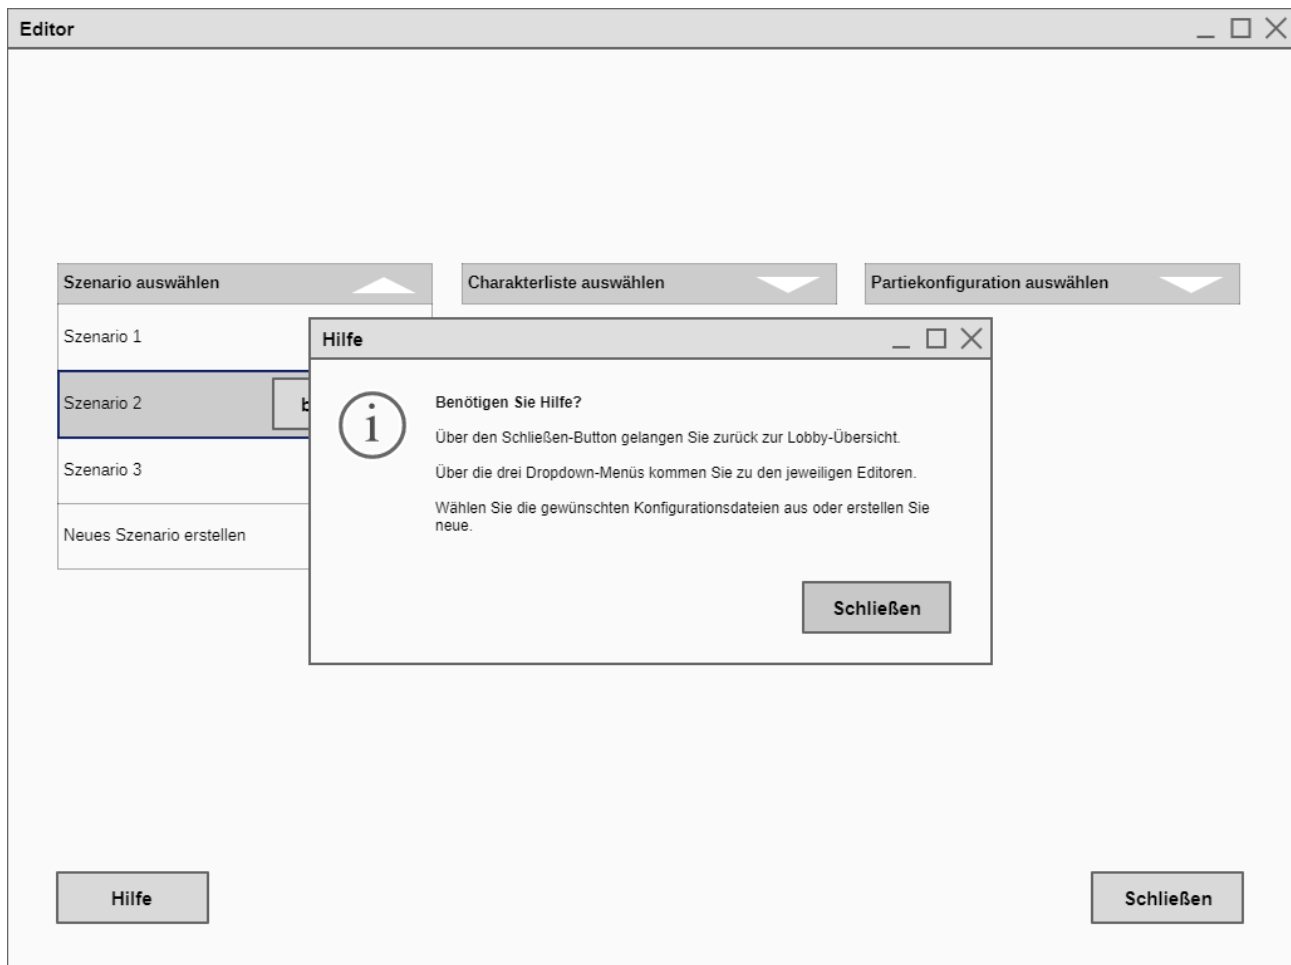 Editor
Szenario auswählen
Charakterliste auswählen
Partiekonfiguration auswählen
Szenario 1
Szenario 2
Szenario 3
Neues Szenario erstellen
Hilfe
Benötigen Sie Hilfe?
Über den Schließen-Button gelangen Sie zurück zur Lobby-Übersicht.
Über die drei Dropdown-Menüs kommen Sie zu den jeweiligen Editoren.
Wählen Sie die gewünschten Konfigurationsdateien aus oder erstellen Sie
neue.
Schließen
Hilfe
Schließen